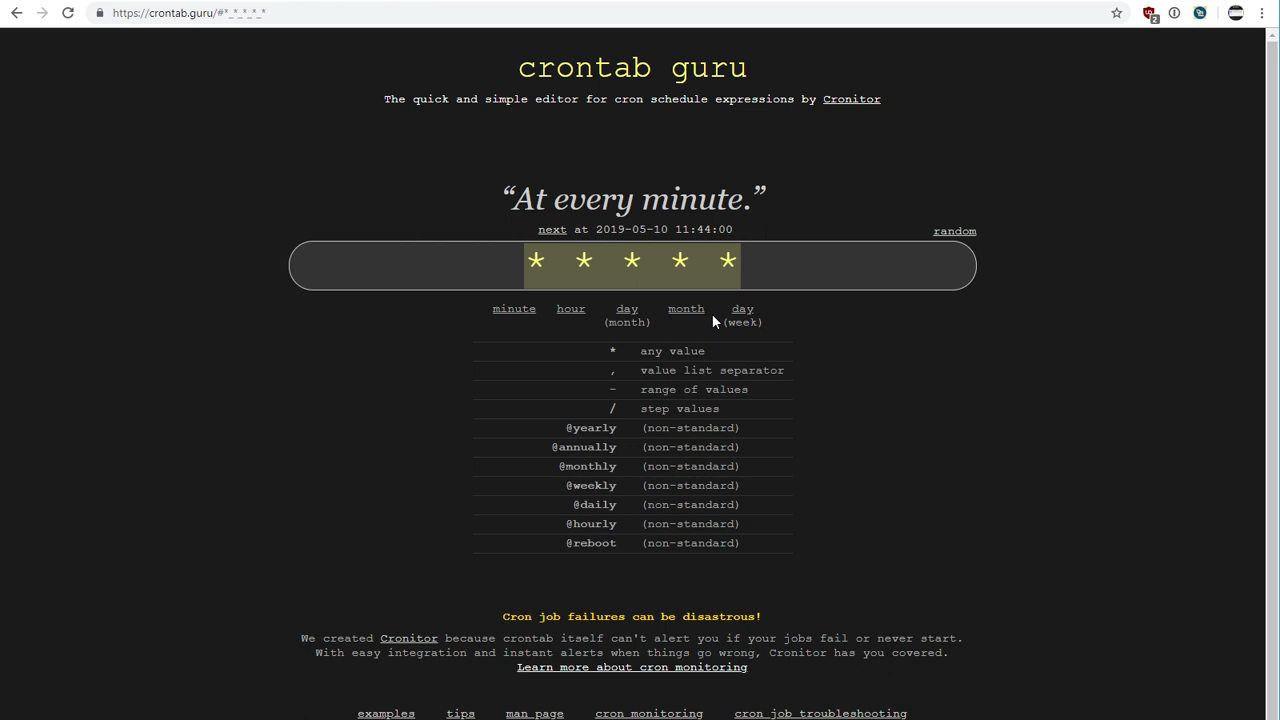 https://crontab.guru/#*_*_*_*_*
2
crontab guru
The quick and simple editor for cron schedule expressions by Cronitor
“At every minute.”
next at 2019-05-10 11:44:00
random
* * * * *
minute hour day (month) month day (week)
* any value
, value list separator
- range of values
/ step values
@yearly (non-standard)
@annually (non-standard)
@monthly (non-standard)
@weekly (non-standard)
@daily (non-standard)
@hourly (non-standard)
@reboot (non-standard)
Cron job failures can be disastrous!
We created Cronitor because crontab itself can't alert you if your jobs fail or never start.
With easy integration and instant alerts when things go wrong, Cronitor has you covered.
Learn more about cron monitoring
examples tips man page cron monitoring cron job troubleshooting